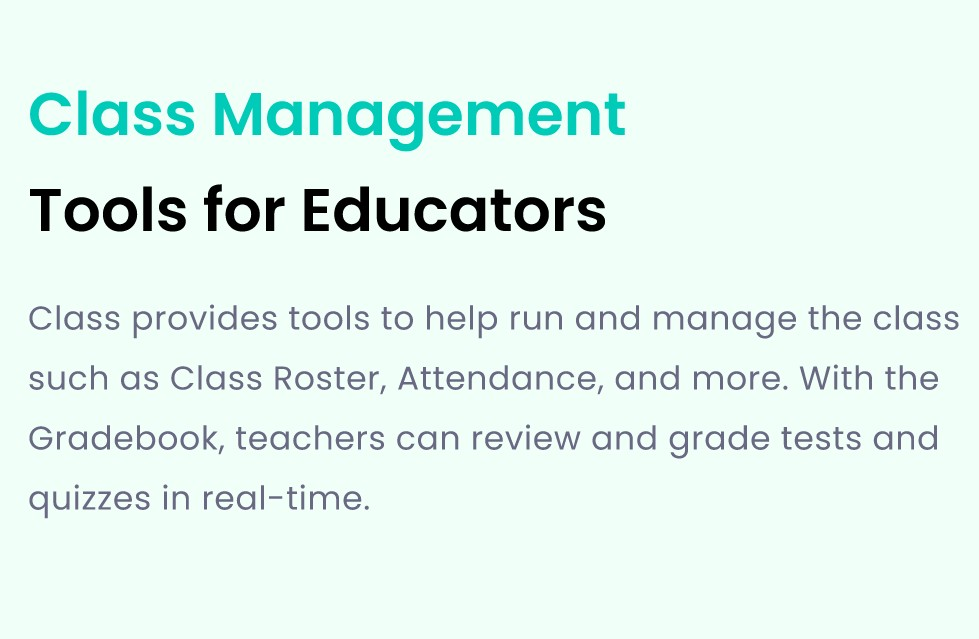 Class Management
Tools for Educators
Class provides tools to help run and manage the class
such as Class Roster, Attendance, and more. With the
Gradebook, teachers can review and grade tests and
quizzes in real-time.